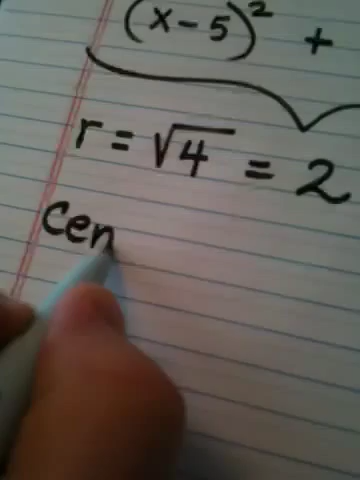 (x-5)² +
r = √4 = 2
cen